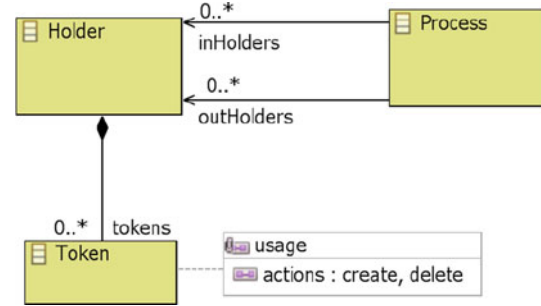 Holder
0..*
inHolders
Process
0..*
outHolders
0..* tokens
Token
usage
actions : create, delete